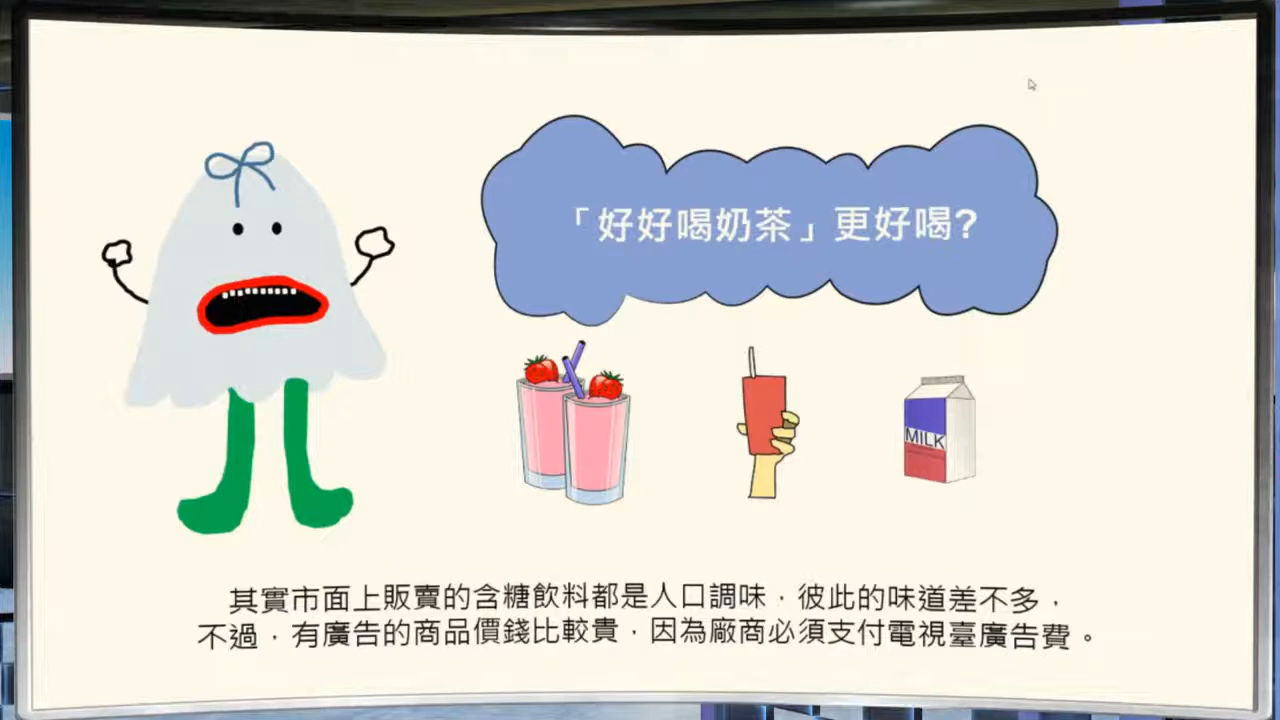 「好好喝奶茶」更好喝?
MILK
其實市面上販賣的含糖飲料都是人口調味，彼此的味道差不多，
不過，有廣告的商品價錢比較貴，因為廠商必須支付電視臺廣告費。